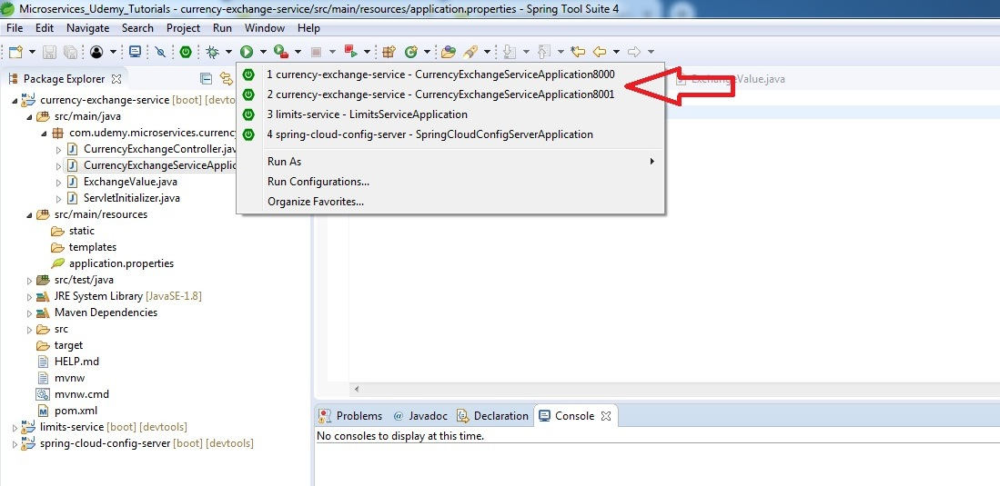 Microservices_Udemy_Tutorials - currency-exchange-service/src/main/resources/application.properties - Spring Tool Suite 4
File Edit Navigate Search Project Run Window Help
Package Explorer
currency-exchange-service [boot] [devtools]
src/main/java
com.udemy.microservices.currency
CurrencyExchangeController.jav
CurrencyExchangeServiceApplic
ExchangeValue.java
ServletInitializer.java
src/main/resources
static
templates
application.properties
src/test/java
JRE System Library [JavaSE-1.8]
Maven Dependencies
src
target
HELP.md
mvnw
mvnw.cmd
pom.xml
limits-service [boot] [devtools]
spring-cloud-config-server [boot] [devtools]
1 currency-exchange-service - CurrencyExchangeServiceApplication8000
2 currency-exchange-service - CurrencyExchangeServiceApplication8001
3 limits-service - LimitsServiceApplication
4 spring-cloud-config-server - SpringCloudConfigServerApplication
Run As
Run Configurations...
Organize Favorites...
ExchangeValue.java
Problems @ Javadoc Declaration Console
No consoles to display at this time.